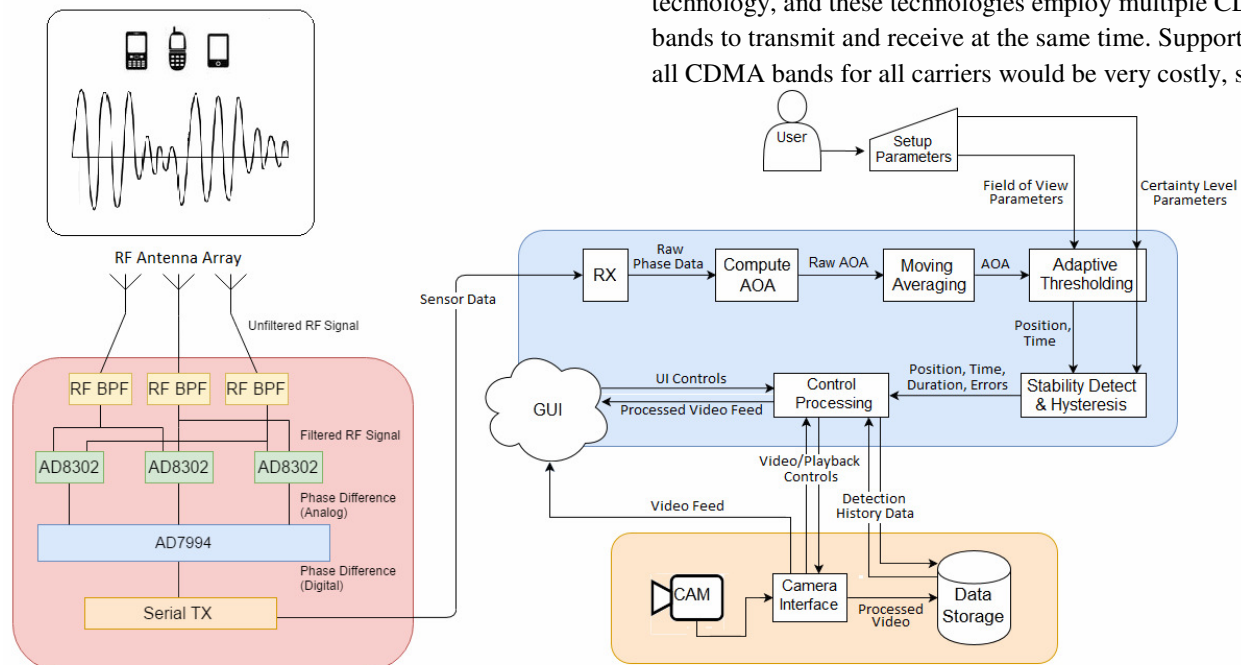 technology, and these technologies employ multiple CD
bands to transmit and receive at the same time. Support
all CDMA bands for all carriers would be very costly, s
RF Antenna Array
Unfiltered RF Signal
RF BPF
RF BPF
RF BPF
Filtered RF Signal
AD8302
AD8302
AD8302
Phase Difference
(Analog)
AD7994
Phase Difference
(Digital)
Serial TX
Sensor Data
User
Setup
Parameters
Field of View
Parameters
Certainty Level
Parameters
RX
Raw
Phase Data
Compute
AOA
Raw AOA
Moving
Averaging
AOA
Adaptive
Thresholding
Position,
Time
Stability Detect
& Hysteresis
Position, Time,
Duration, Errors
Control
Processing
UI Controls
Processed Video Feed
GUI
Video/Playback
Controls
Detection
History Data
Video Feed
CAM
Camera
Interface
Processed
Video
Data
Storage